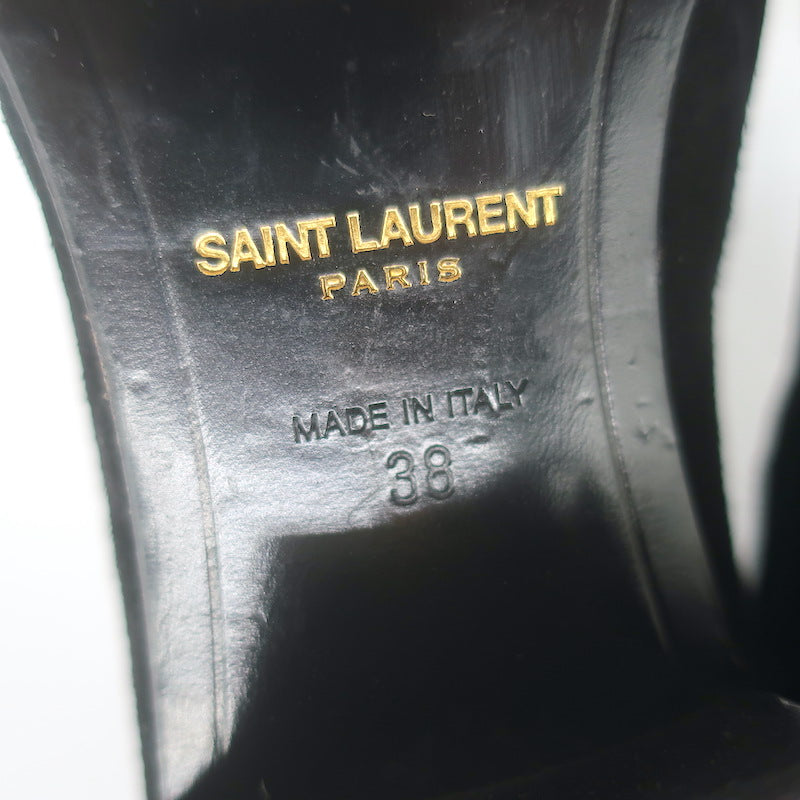 SAINT LAURENT
PARIS
MADE IN ITALY
38